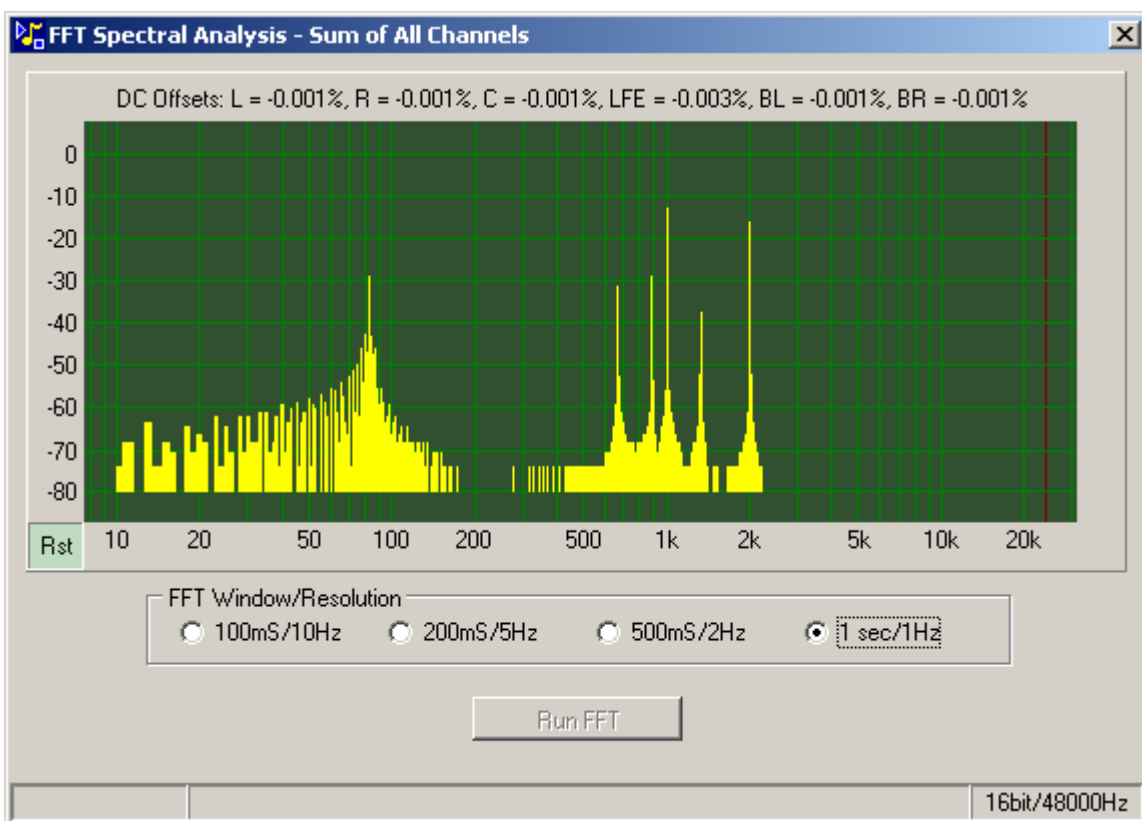 FFT Spectral Analysis - Sum of All Channels
DC Offsets: L = -0.001%, R = -0.001%, C = -0.001%, LFE = -0.003%, BL = -0.001%, BR = -0.001%
0
-10
-20
-30
-40
-50
-60
-70
-80
Rst 10 20 50 100 200 500 1k 2k 5k 10k 20k
FFT Window/Resolution
100mS/10Hz 200mS/5Hz 500mS/2Hz 1 sec/1Hz
Run FFT
16bit/48000Hz